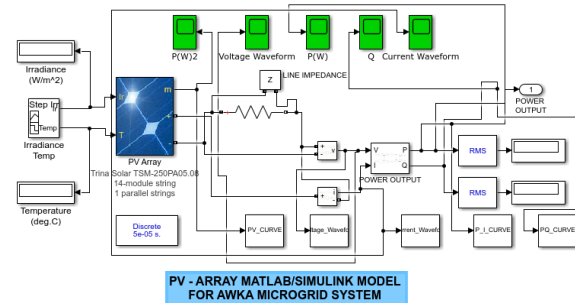 P(W)2
Voltage Waveform
P(W)
Q
Current Waveform
Irradiance
(W/m^2)
Z
LINE IMPEDANCE
1
POWER
OUTPUT
Step Irr
Temp
Irradiance
Temp
Ir
T
m
+
-
PV Array
Trina Solar TSM-250PA05.08
14-module string
1 parallel strings
+
-
v
+
-
i
V
I
P
Q
POWER OUTPUT
RMS
RMS
Temperature
(deg.C)
Discrete
5e-05 s.
PV_CURVE
P_I_CURVE
PQ_CURVE
PV - ARRAY MATLAB/SIMULINK MODEL
FOR AWKA MICROGRID SYSTEM